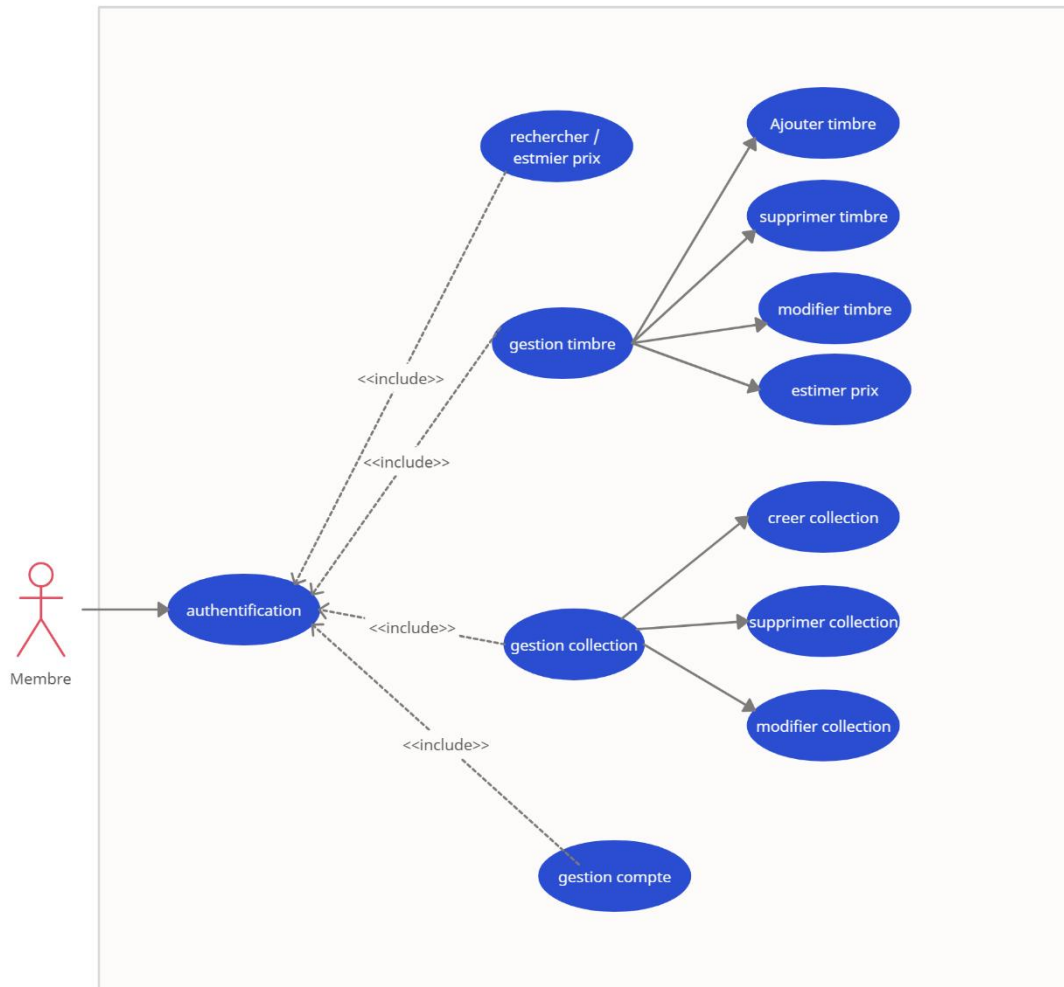 rechercher /
estmier prix
Ajouter timbre
supprimer timbre
modifier timbre
gestion timbre
estimer prix
<<include>>
<<include>>
creer collection
authentification
<<include>>
supprimer collection
gestion collection
Membre
modifier collection
<<include>>
gestion compte